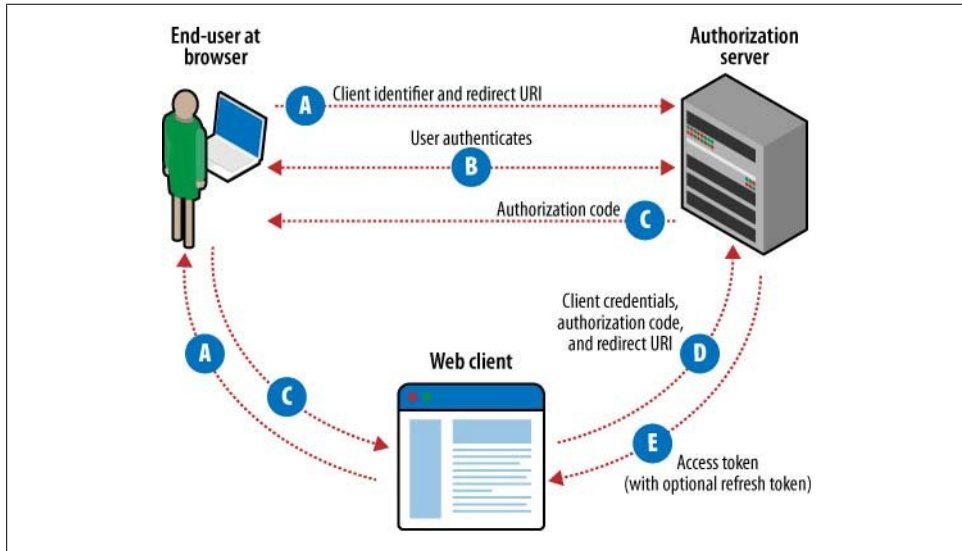 End-user at
browser
Authorization
server
A
Client identifier and redirect URI
User authenticates
B
Authorization code
C
Client credentials,
authorization code,
and redirect URI
D
A
C
Web client
E
Access token
(with optional refresh token)